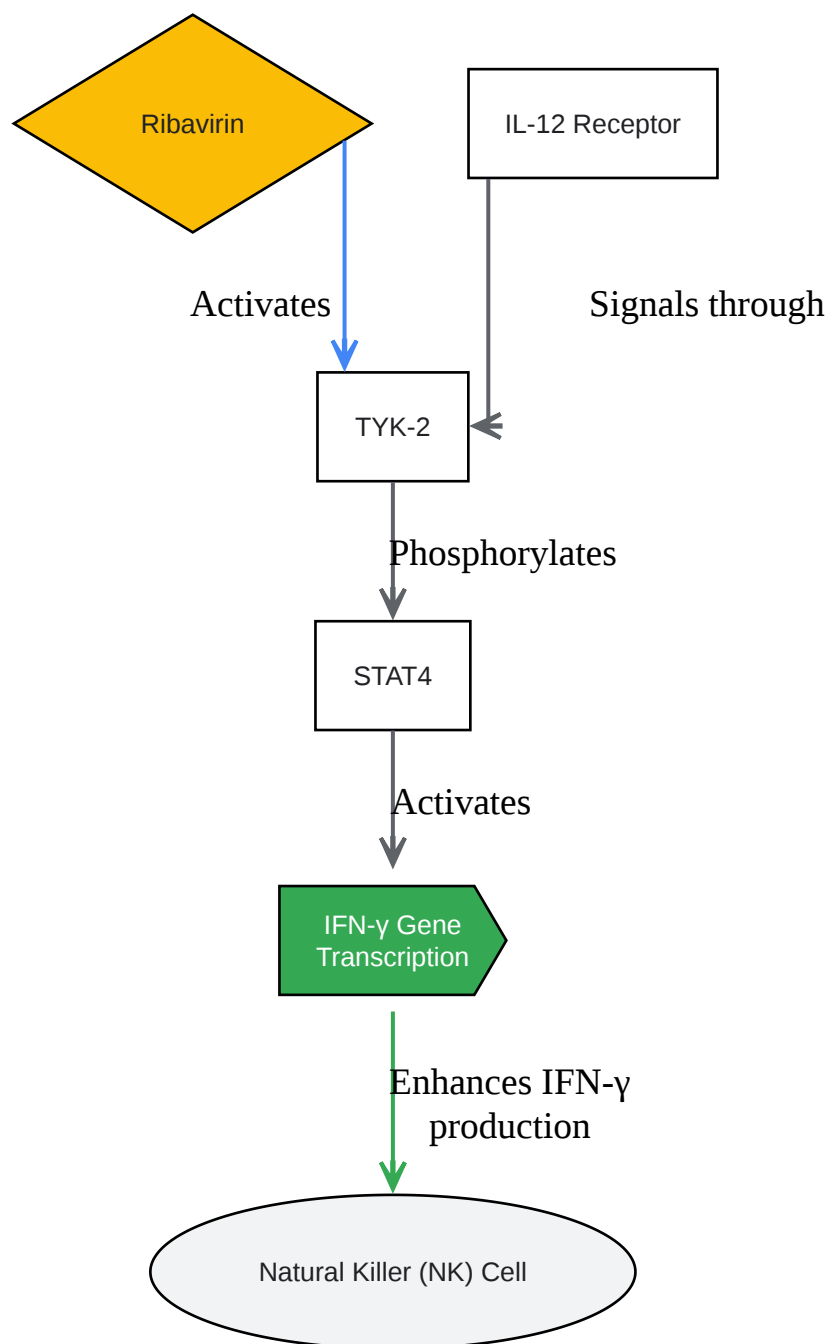 Ribavirin
IL-12 Receptor
Activates
Signals through
TYK-2
Phosphorylates
STAT4
Activates
IFN-γ Gene
Transcription
Enhances IFN-γ
production
Natural Killer (NK) Cell